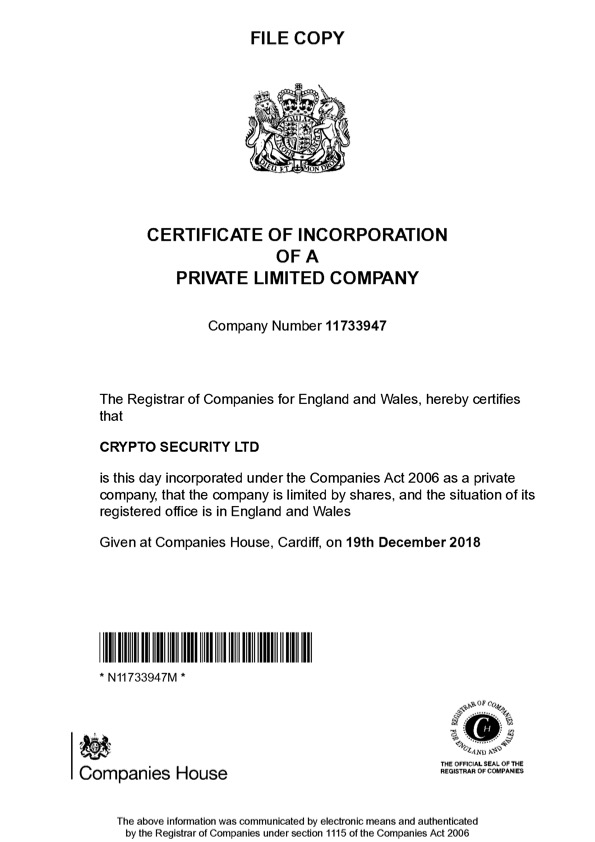 FILE COPY
DIEU ET MON DROIT
CERTIFICATE OF INCORPORATION
OF A
PRIVATE LIMITED COMPANY
Company Number 11733947
The Registrar of Companies for England and Wales, hereby certifies
that
CRYPTO SECURITY LTD
is this day incorporated under the Companies Act 2006 as a private
company, that the company is limited by shares, and the situation of its
registered office is in England and Wales
Given at Companies House, Cardiff, on 19th December 2018
* N11733947M *
Companies House
REGISTRAR OF COMPANIES
FOR ENGLAND AND WALES
C H
THE OFFICIAL SEAL OF THE
REGISTRAR OF COMPANIES
The above information was communicated by electronic means and authenticated
by the Registrar of Companies under section 1115 of the Companies Act 2006